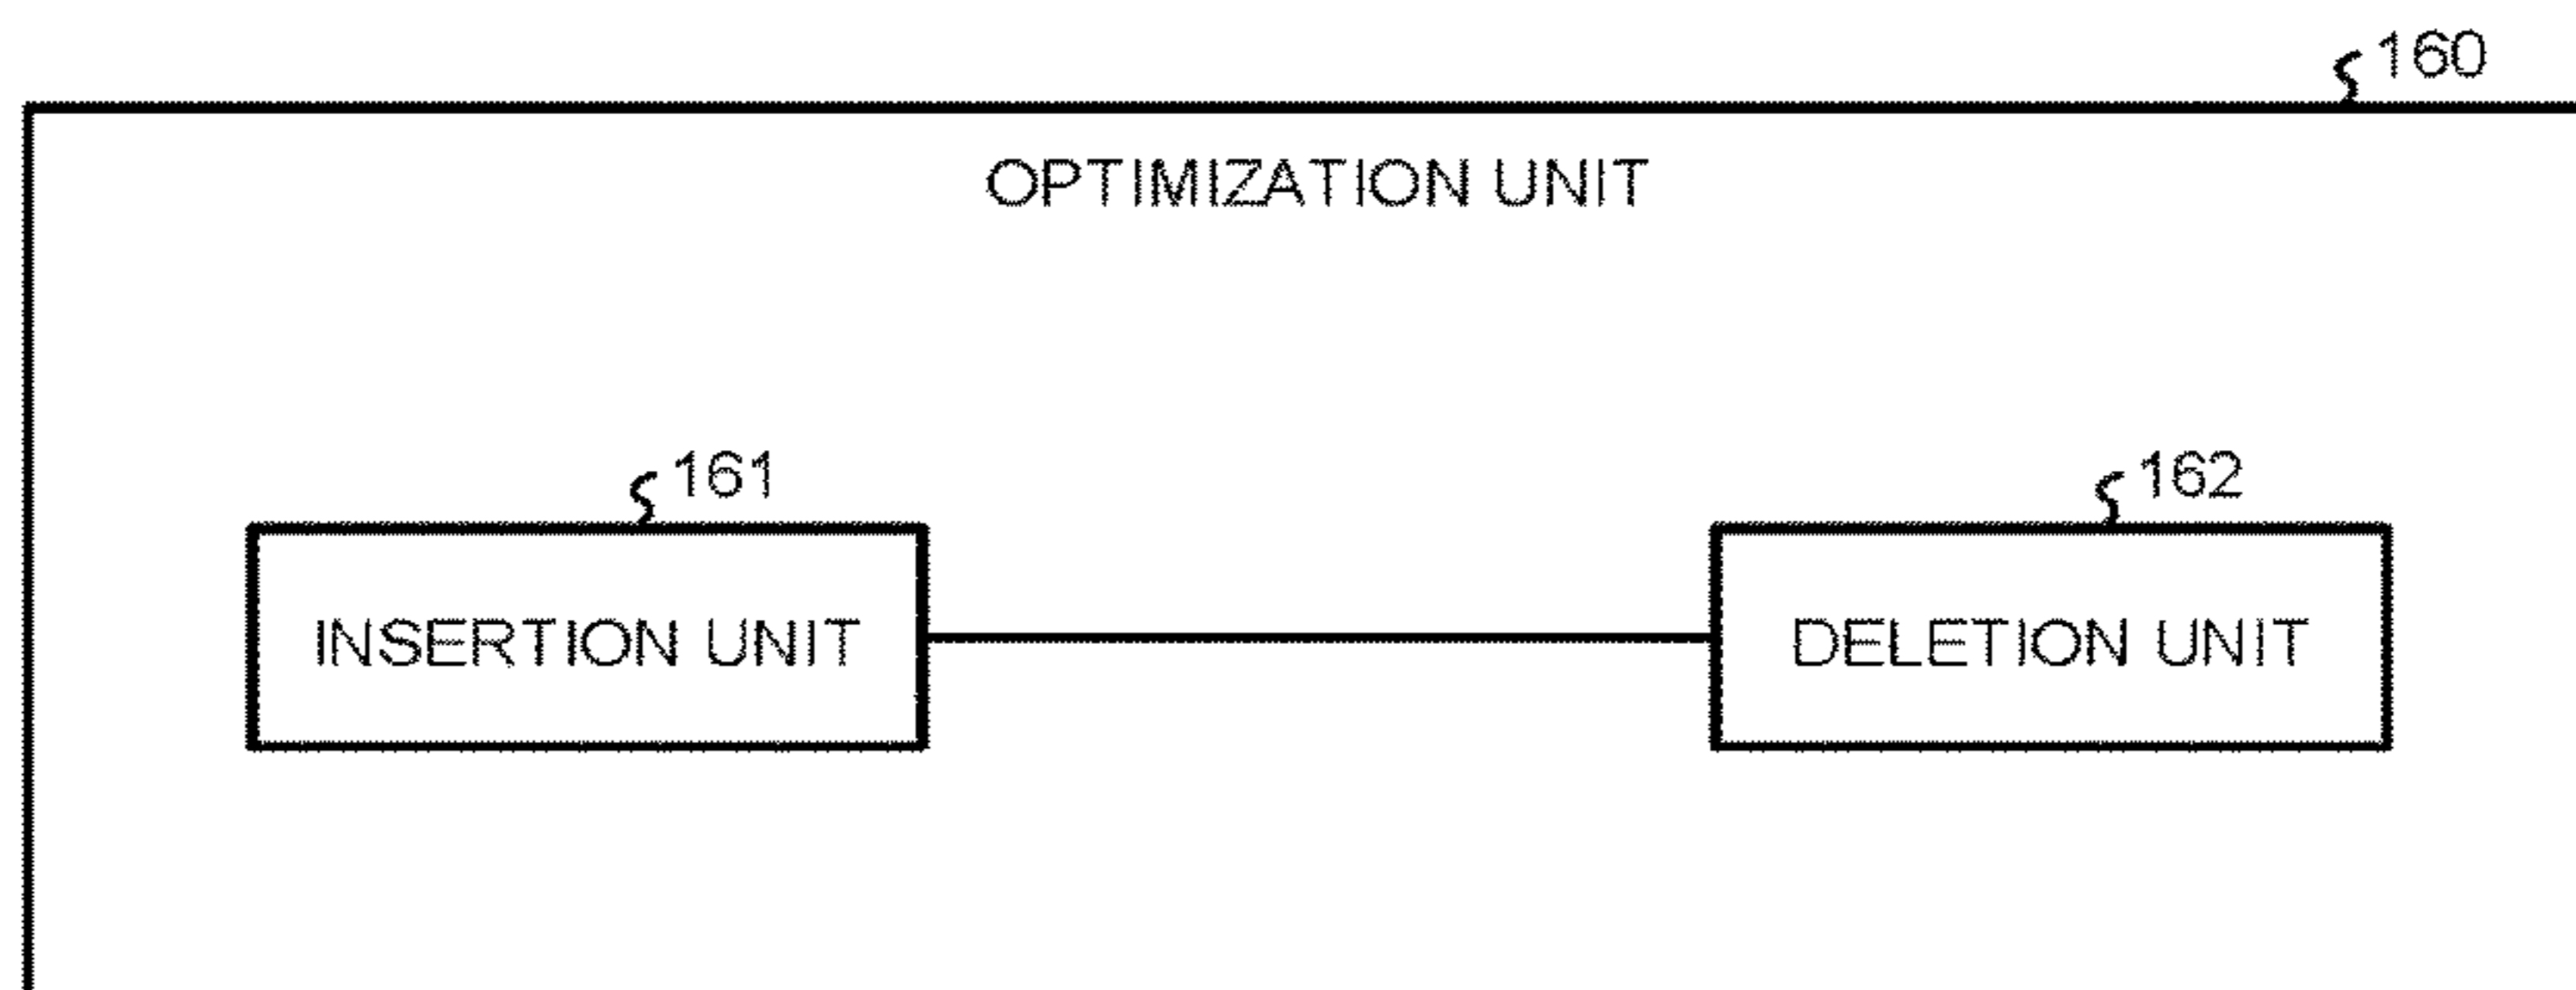 160
OPTIMIZATION UNIT
161
162
INSERTION UNIT
DELETION UNIT